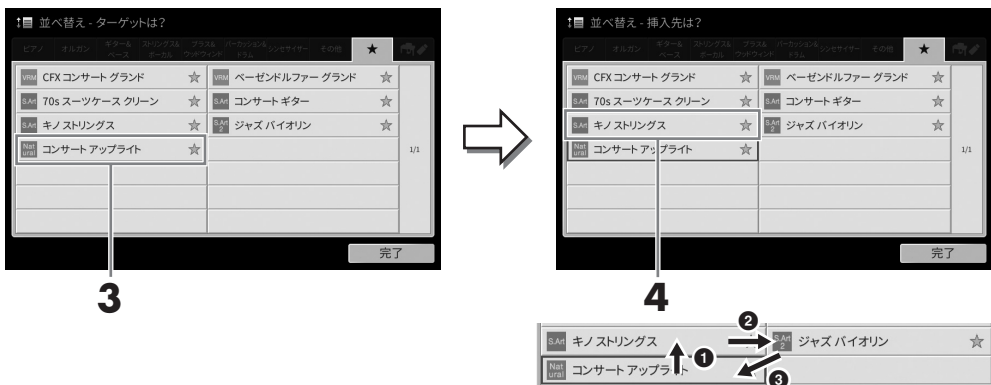 並べ替え - ターゲットは?
ピアノ オルガン ギター& ベース ストリングス& ボーカル ブラス& ウッドウィンド パーカッション& ドラム シンセサイザー その他 ★
VRM CFX コンサート グランド ☆ VRM ベーゼンドルファー グランド ☆
S.Art 70s スーツケース クリーン ☆ S.Art コンサート ギター ☆
S.Art キノ ストリングス ☆ S.Art 2 ジャズ バイオリン ☆
Natural コンサート アップライト ☆
1/1
完了
3
並べ替え - 挿入先は?
ピアノ オルガン ギター& ベース ストリングス& ボーカル ブラス& ウッドウィンド パーカッション& ドラム シンセサイザー その他 ★
VRM CFX コンサート グランド ☆ VRM ベーゼンドルファー グランド ☆
S.Art 70s スーツケース クリーン ☆ S.Art コンサート ギター ☆
S.Art キノ ストリングス ☆ S.Art 2 ジャズ バイオリン ☆
Natural コンサート アップライト ☆
1/1
完了
4
S.Art キノ ストリングス ❷ S.Art 2 ジャズ バイオリン ☆
Natural コンサート アップライト ❶ ❸